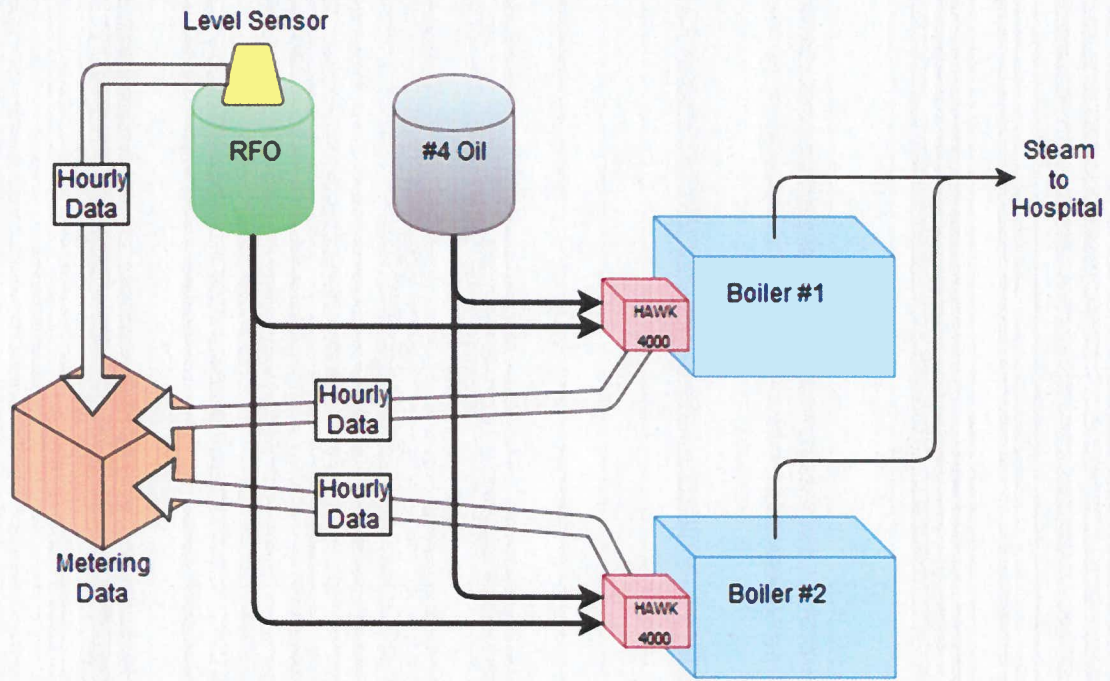 Level Sensor
RFO
#4 Oil
Hourly
Data
Steam
to
Hospital
Boiler #1
HAWK
4000
Hourly
Data
Hourly
Data
Metering
Data
Boiler #2
HAWK
4000